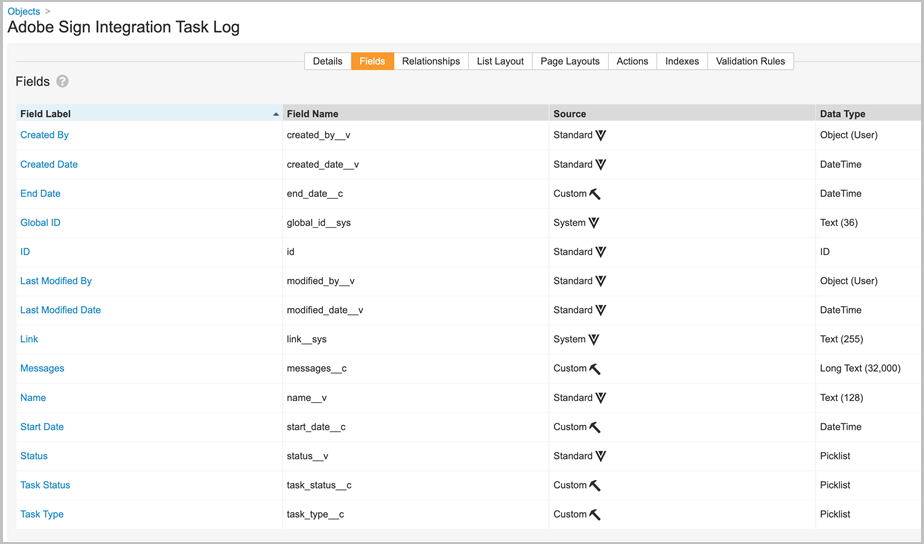 Objects >
Adobe Sign Integration Task Log
Details Fields Relationships List Layout Page Layouts Actions Indexes Validation Rules
Fields ?
Field Label Field Name Source Data Type
Created By created_by__v Standard Object (User)
Created Date created_date__v Standard DateTime
End Date end_date__c Custom DateTime
Global ID global_id__sys System Text (36)
ID id Standard ID
Last Modified By modified_by__v Standard Object (User)
Last Modified Date modified_date__v Standard DateTime
Link link__sys System Text (255)
Messages messages__c Custom Long Text (32,000)
Name name__v Standard Text (128)
Start Date start_date__c Custom DateTime
Status status__v Standard Picklist
Task Status task_status__c Custom Picklist
Task Type task_type__c Custom Picklist